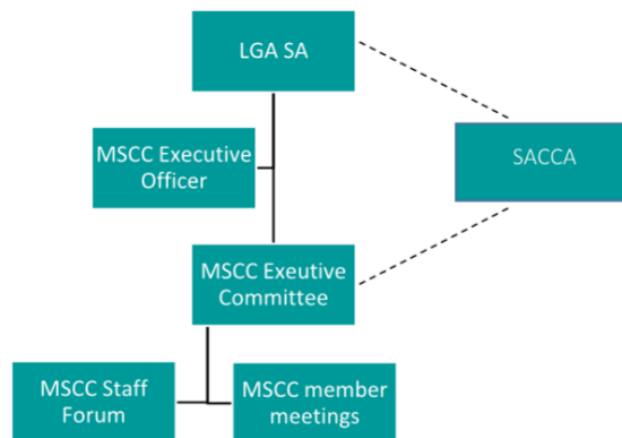 LGA SA
MSCC Executive
Officer
SACCA
MSCC Exeutive
Committee
MSCC Staff
Forum
MSCC member
meetings